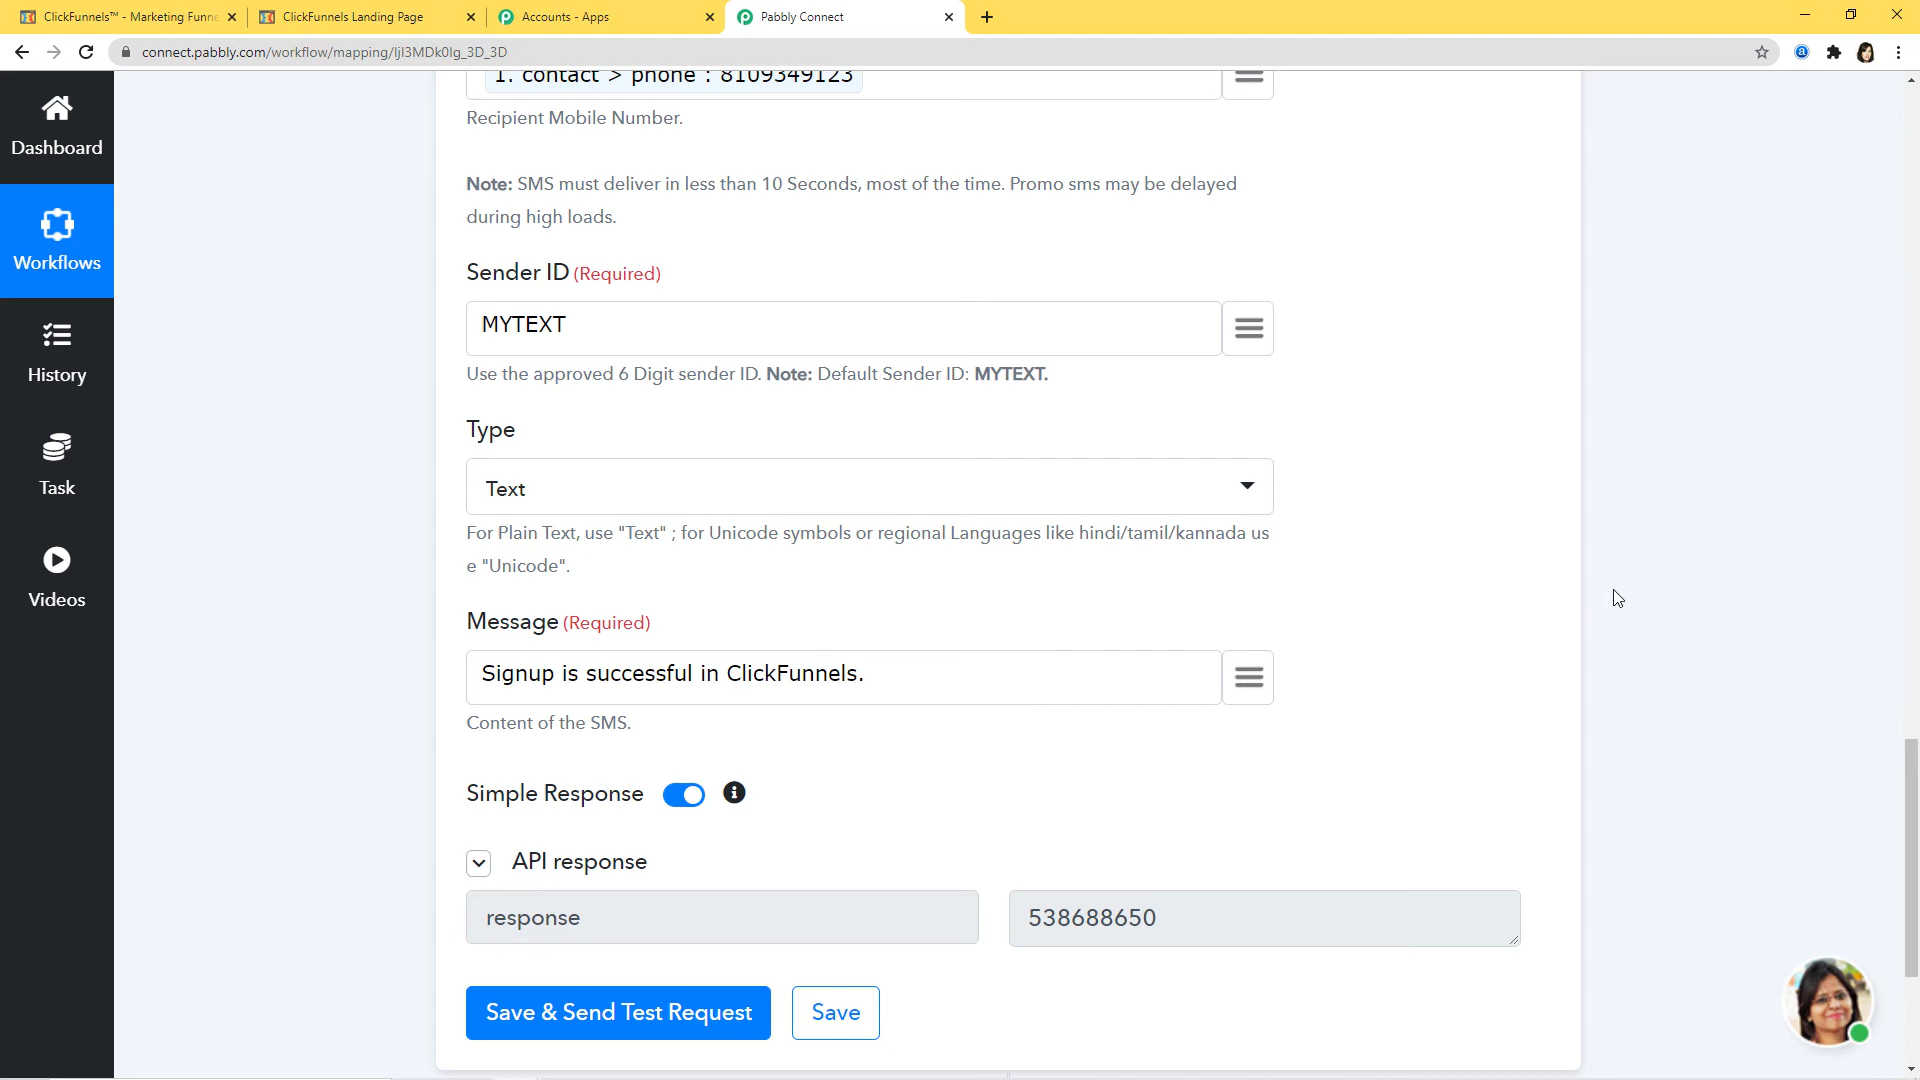 ClickFunnels™ - Marketing Funne
ClickFunnels Landing Page
Accounts - Apps
Pabbly Connect
connect.pabbly.com/workflow/mapping/IjI3MDk0Ig_3D_3D
Dashboard
Workflows
History
Task
Videos
1. contact > phone : 8109349123
Recipient Mobile Number.
Note: SMS must deliver in less than 10 Seconds, most of the time. Promo sms may be delayed
during high loads.
Sender ID (Required)
MYTEXT
Use the approved 6 Digit sender ID. Note: Default Sender ID: MYTEXT.
Type
Text
For Plain Text, use "Text" ; for Unicode symbols or regional Languages like hindi/tamil/kannada us
e "Unicode".
Message (Required)
Signup is successful in ClickFunnels.
Content of the SMS.
Simple Response
API response
response
538688650
Save & Send Test Request
Save